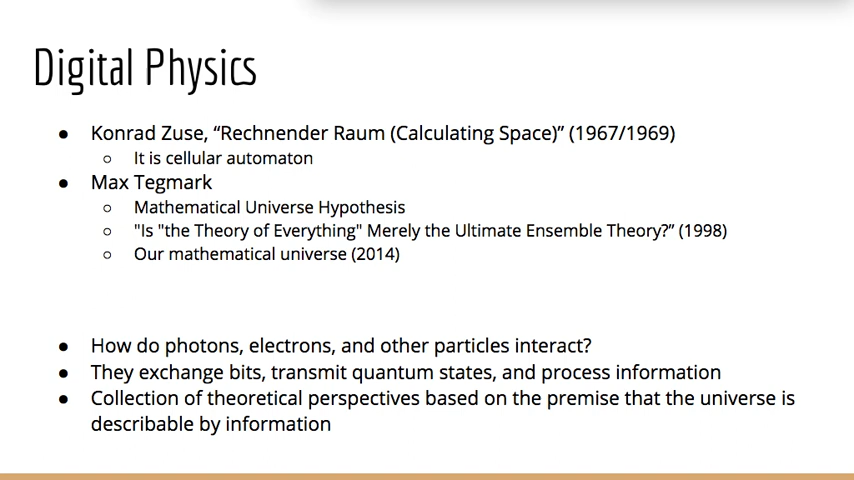 Digital Physics
● Konrad Zuse, “Rechnender Raum (Calculating Space)” (1967/1969)
○ It is cellular automaton
● Max Tegmark
○ Mathematical Universe Hypothesis
○ "Is "the Theory of Everything" Merely the Ultimate Ensemble Theory?” (1998)
○ Our mathematical universe (2014)
● How do photons, electrons, and other particles interact?
● They exchange bits, transmit quantum states, and process information
● Collection of theoretical perspectives based on the premise that the universe is
describable by information